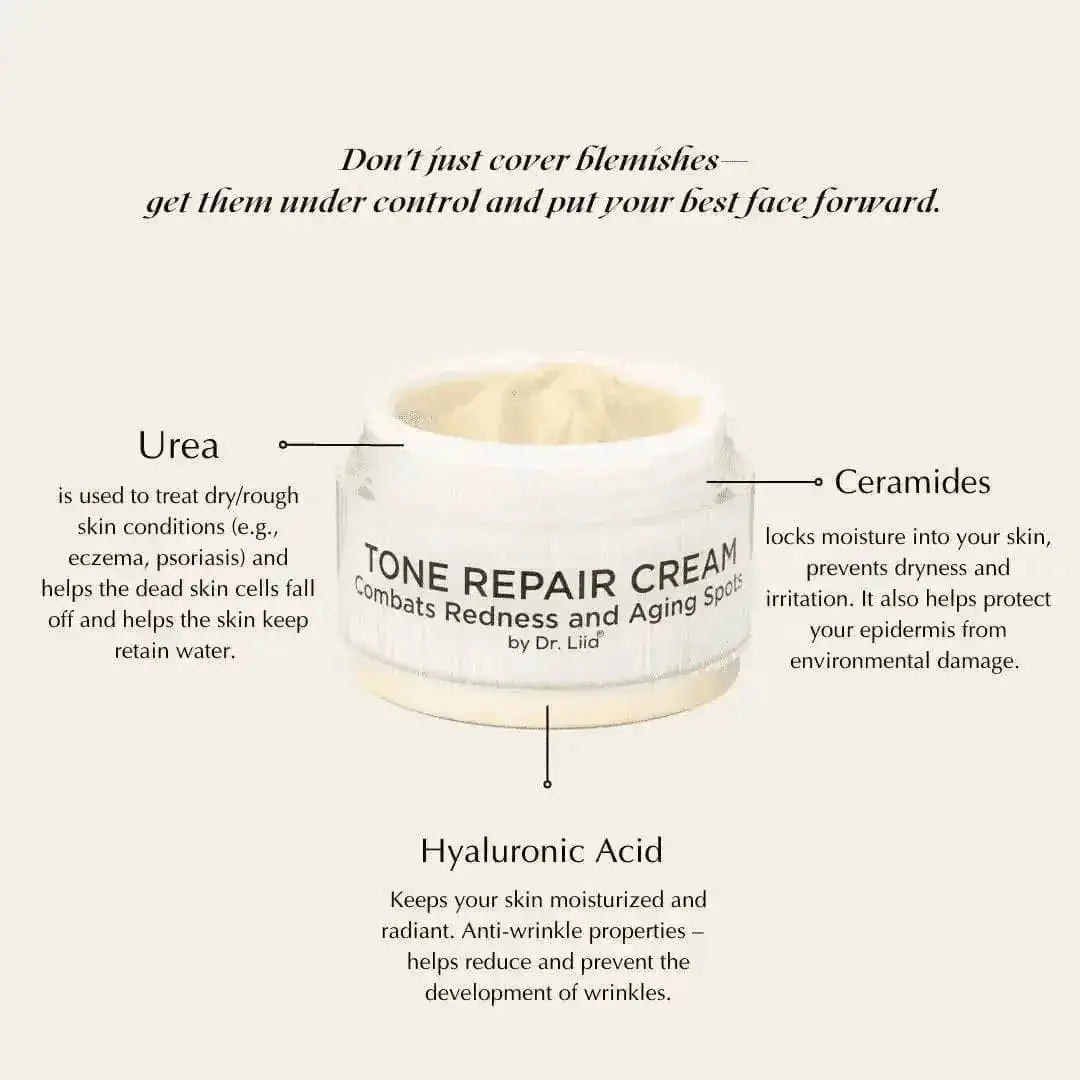 Don't just cover blemishes—
get them under control and put your best face forward.
Urea
is used to treat dry/rough
skin conditions (e.g.,
eczema, psoriasis) and
helps the dead skin cells fall
off and helps the skin keep
retain water.
Ceramides
locks moisture into your skin,
prevents dryness and
irritation. It also helps protect
your epidermis from
environmental damage.
TONE REPAIR CREAM
Combats Redness and Aging Spots
by Dr. Liia®
Hyaluronic Acid
Keeps your skin moisturized and
radiant. Anti-wrinkle properties –
helps reduce and prevent the
development of wrinkles.